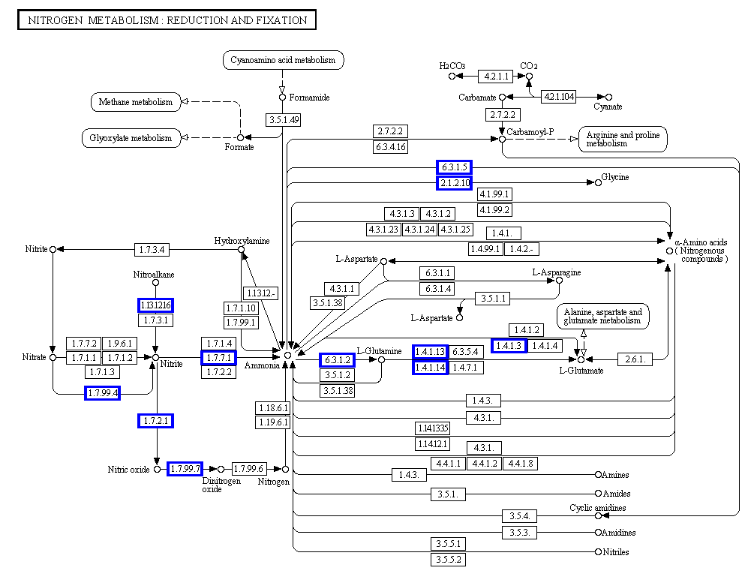 NITROGEN METABOLISM : REDUCTION AND FIXATION
Cyanoamino acid metabolism
H2CO3
CO2
4.2.1.1
Methane metabolism
Formamide
Carbamate
4.2.1.104
Cyanate
3.5.1.49
2.7.2.2
Glyoxylate metabolism
Formate
2.7.2.2
6.3.4.16
Carbamoyl-P
Arginine and proline
metabolism
6.3.1.5
2.1.2.10
Glycine
4.1.99.1
4.1.99.2
4.3.1.3
4.3.1.2
4.3.1.23
4.3.1.24
4.3.1.25
1.4.1.
1.4.99.1
1.4.2.-
α-Amino acids
( Nitrogenous
compounds )
Nitrite
1.7.3.4
Hydroxylamine
L-Aspartate
Nitroalkane
1.13.12.-
6.3.1.1
6.3.1.4
L-Asparagine
4.3.1.1
3.5.1.38
3.5.1.1
1.13.1216
1.7.3.1
1.7.1.10
1.7.99.1
L-Aspartate
Alanine, aspartate and
glutamate metabolism
1.4.1.2
1.7.7.2
1.9.6.1
1.7.1.4
1.4.1.3
1.4.1.4
1.7.1.1
1.7.1.2
1.7.7.1
1.7.1.3
1.7.2.2
Nitrate
Nitrite
Ammonia
6.3.1.2
3.5.1.2
3.5.1.38
L-Glutamine
1.4.1.13
6.3.5.4
1.4.1.14
1.4.7.1
L-Glutamate
2.6.1.
1.7.99.4
1.7.2.1
1.18.6.1
1.19.6.1
1.4.3.
4.3.1.
1.14.13.35
1.14.12.1
4.3.1.
4.4.1.1
4.4.1.2
4.4.1.8
Nitric oxide
1.7.99.7
Dinitrogen
oxide
1.7.99.6
Nitrogen
1.4.3.
Amines
3.5.1.
Amides
Cyclic amidines
3.5.4.
3.5.3.
Amidines
3.5.5.1
3.5.5.2
Nitriles